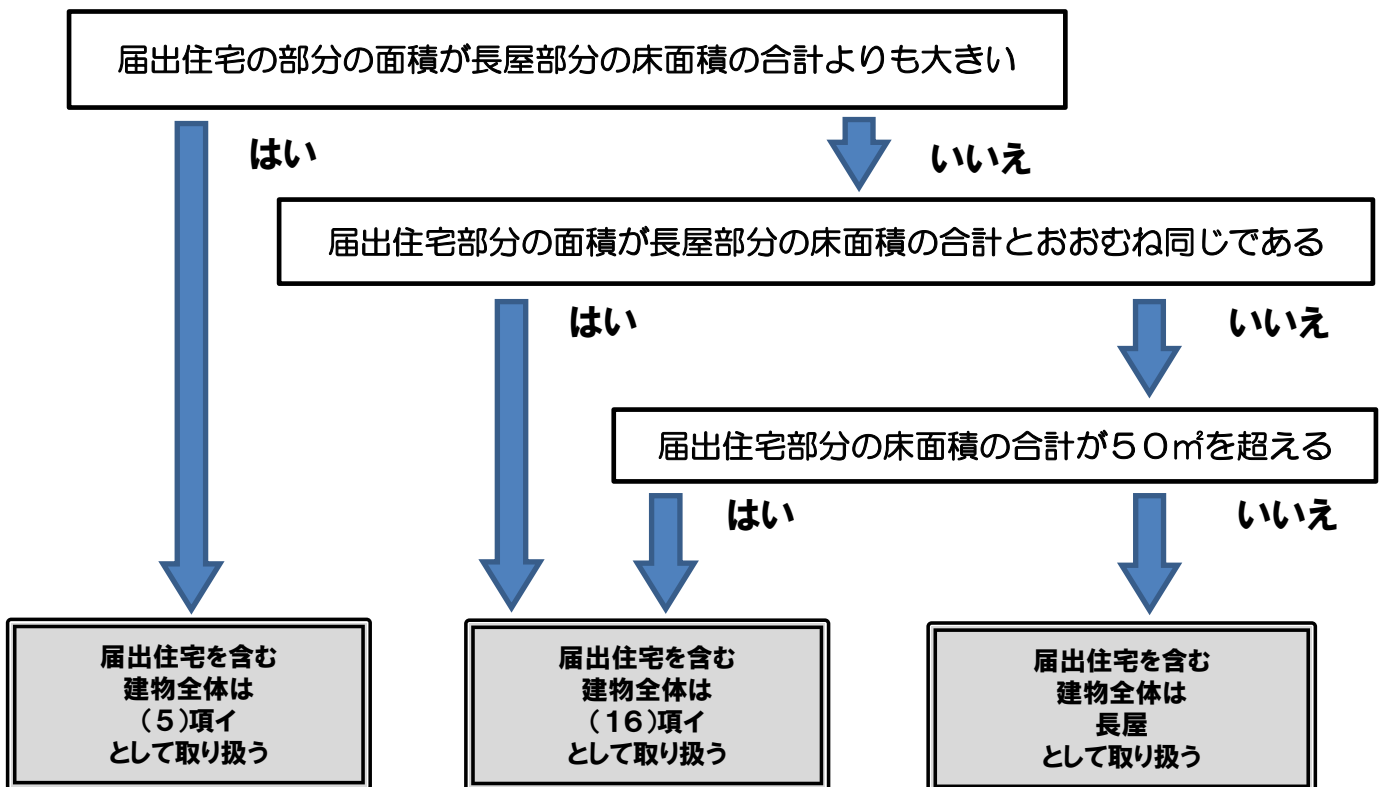 届出住宅の部分の面積が長屋部分の床面積の合計よりも大きい
はい
いいえ
届出住宅部分の面積が長屋部分の床面積の合計とおおむね同じである
はい
いいえ
届出住宅部分の床面積の合計が50㎡を超える
はい
いいえ
届出住宅を含む
建物全体は
(5)項イ
として取り扱う
届出住宅を含む
建物全体は
(16)項イ
として取り扱う
届出住宅を含む
建物全体は
長屋
として取り扱う